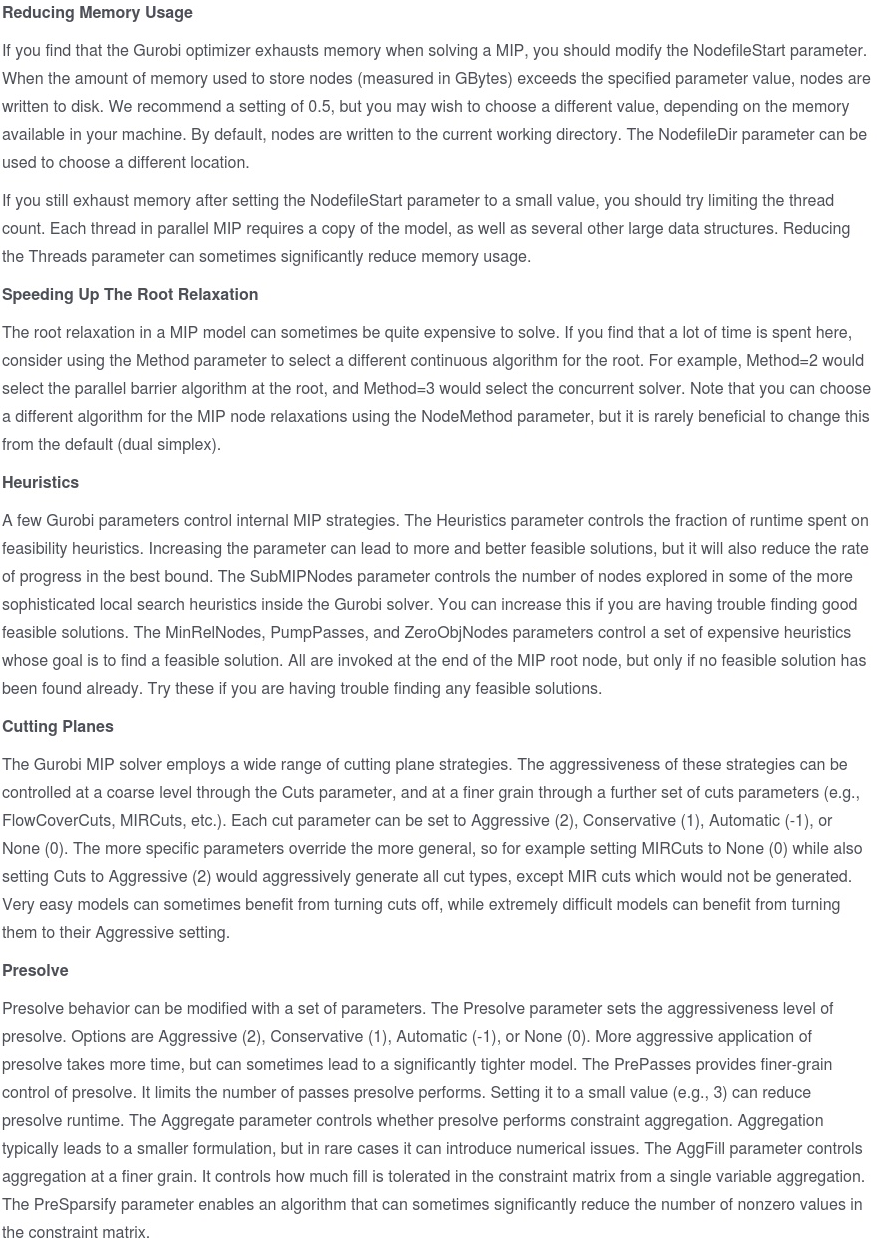 Reducing Memory Usage
If you find that the Gurobi optimizer exhausts memory when solving a MIP, you should modify the NodefileStart parameter.
When the amount of memory used to store nodes (measured in GBytes) exceeds the specified parameter value, nodes are
written to disk. We recommend a setting of 0.5, but you may wish to choose a different value, depending on the memory
available in your machine. By default, nodes are written to the current working directory. The NodefileDir parameter can be
used to choose a different location.
If you still exhaust memory after setting the NodefileStart parameter to a small value, you should try limiting the thread
count. Each thread in parallel MIP requires a copy of the model, as well as several other large data structures. Reducing
the Threads parameter can sometimes significantly reduce memory usage.
Speeding Up The Root Relaxation
The root relaxation in a MIP model can sometimes be quite expensive to solve. If you find that a lot of time is spent here,
consider using the Method parameter to select a different continuous algorithm for the root. For example, Method=2 would
select the parallel barrier algorithm at the root, and Method=3 would select the concurrent solver. Note that you can choose
a different algorithm for the MIP node relaxations using the NodeMethod parameter, but it is rarely beneficial to change this
from the default (dual simplex).
Heuristics
A few Gurobi parameters control internal MIP strategies. The Heuristics parameter controls the fraction of runtime spent on
feasibility heuristics. Increasing the parameter can lead to more and better feasible solutions, but it will also reduce the rate
of progress in the best bound. The SubMIPNodes parameter controls the number of nodes explored in some of the more
sophisticated local search heuristics inside the Gurobi solver. You can increase this if you are having trouble finding good
feasible solutions. The MinRelNodes, PumpPasses, and ZeroObjNodes parameters control a set of expensive heuristics
whose goal is to find a feasible solution. All are invoked at the end of the MIP root node, but only if no feasible solution has
been found already. Try these if you are having trouble finding any feasible solutions.
Cutting Planes
The Gurobi MIP solver employs a wide range of cutting plane strategies. The aggressiveness of these strategies can be
controlled at a coarse level through the Cuts parameter, and at a finer grain through a further set of cuts parameters (e.g.,
FlowCoverCuts, MIRCuts, etc.). Each cut parameter can be set to Aggressive (2), Conservative (1), Automatic (-1), or
None (0). The more specific parameters override the more general, so for example setting MIRCuts to None (0) while also
setting Cuts to Aggressive (2) would aggressively generate all cut types, except MIR cuts which would not be generated.
Very easy models can sometimes benefit from turning cuts off, while extremely difficult models can benefit from turning
them to their Aggressive setting.
Presolve
Presolve behavior can be modified with a set of parameters. The Presolve parameter sets the aggressiveness level of
presolve. Options are Aggressive (2), Conservative (1), Automatic (-1), or None (0). More aggressive application of
presolve takes more time, but can sometimes lead to a significantly tighter model. The PrePasses provides finer-grain
control of presolve. It limits the number of passes presolve performs. Setting it to a small value (e.g., 3) can reduce
presolve runtime. The Aggregate parameter controls whether presolve performs constraint aggregation. Aggregation
typically leads to a smaller formulation, but in rare cases it can introduce numerical issues. The AggFill parameter controls
aggregation at a finer grain. It controls how much fill is tolerated in the constraint matrix from a single variable aggregation.
The PreSparsify parameter enables an algorithm that can sometimes significantly reduce the number of nonzero values in
the constraint matrix.